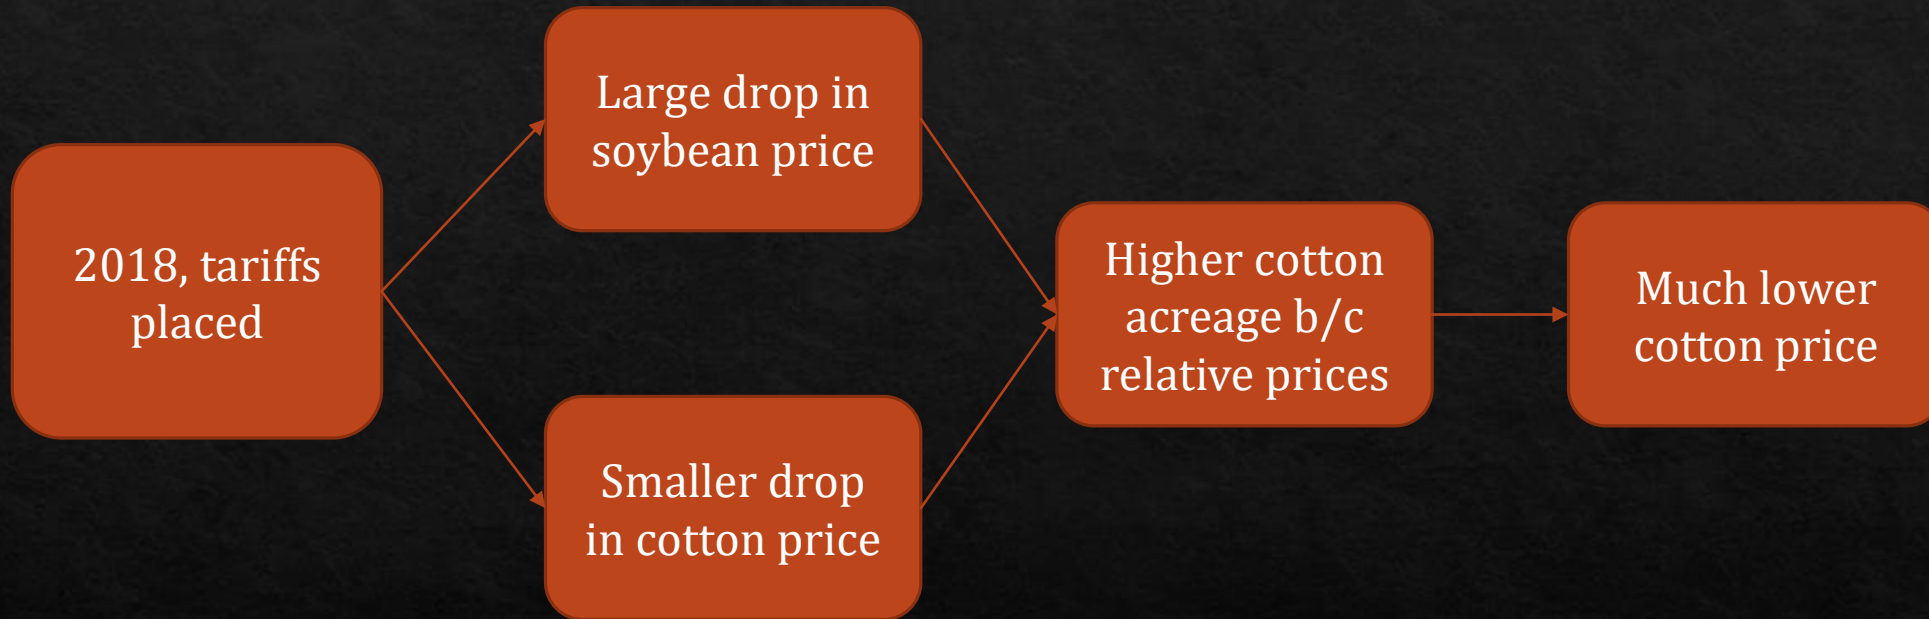 2018, tariffs
placed
Large drop in
soybean price
Smaller drop
in cotton price
Higher cotton
acreage b/c
relative prices
Much lower
cotton price